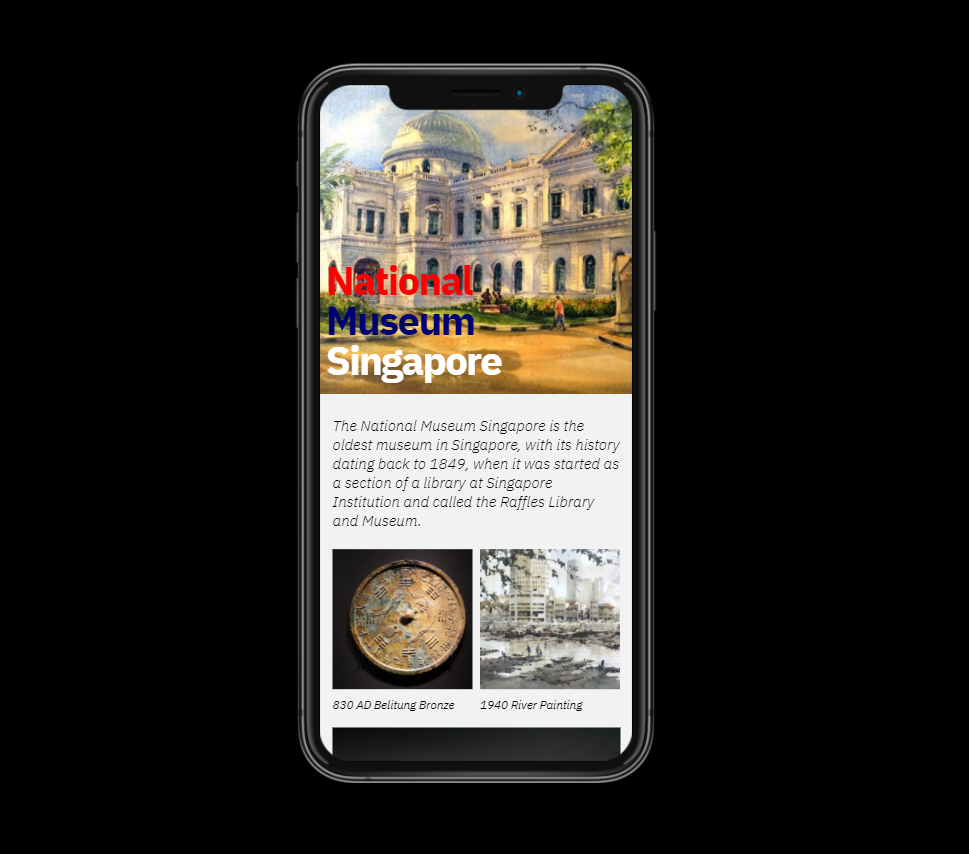 National
Museum
Singapore
The National Museum Singapore is the
oldest museum in Singapore, with its history
dating back to 1849, when it was started as
a section of a library at Singapore
Institution and called the Raffles Library
and Museum.
830 AD Belitung Bronze
1940 River Painting